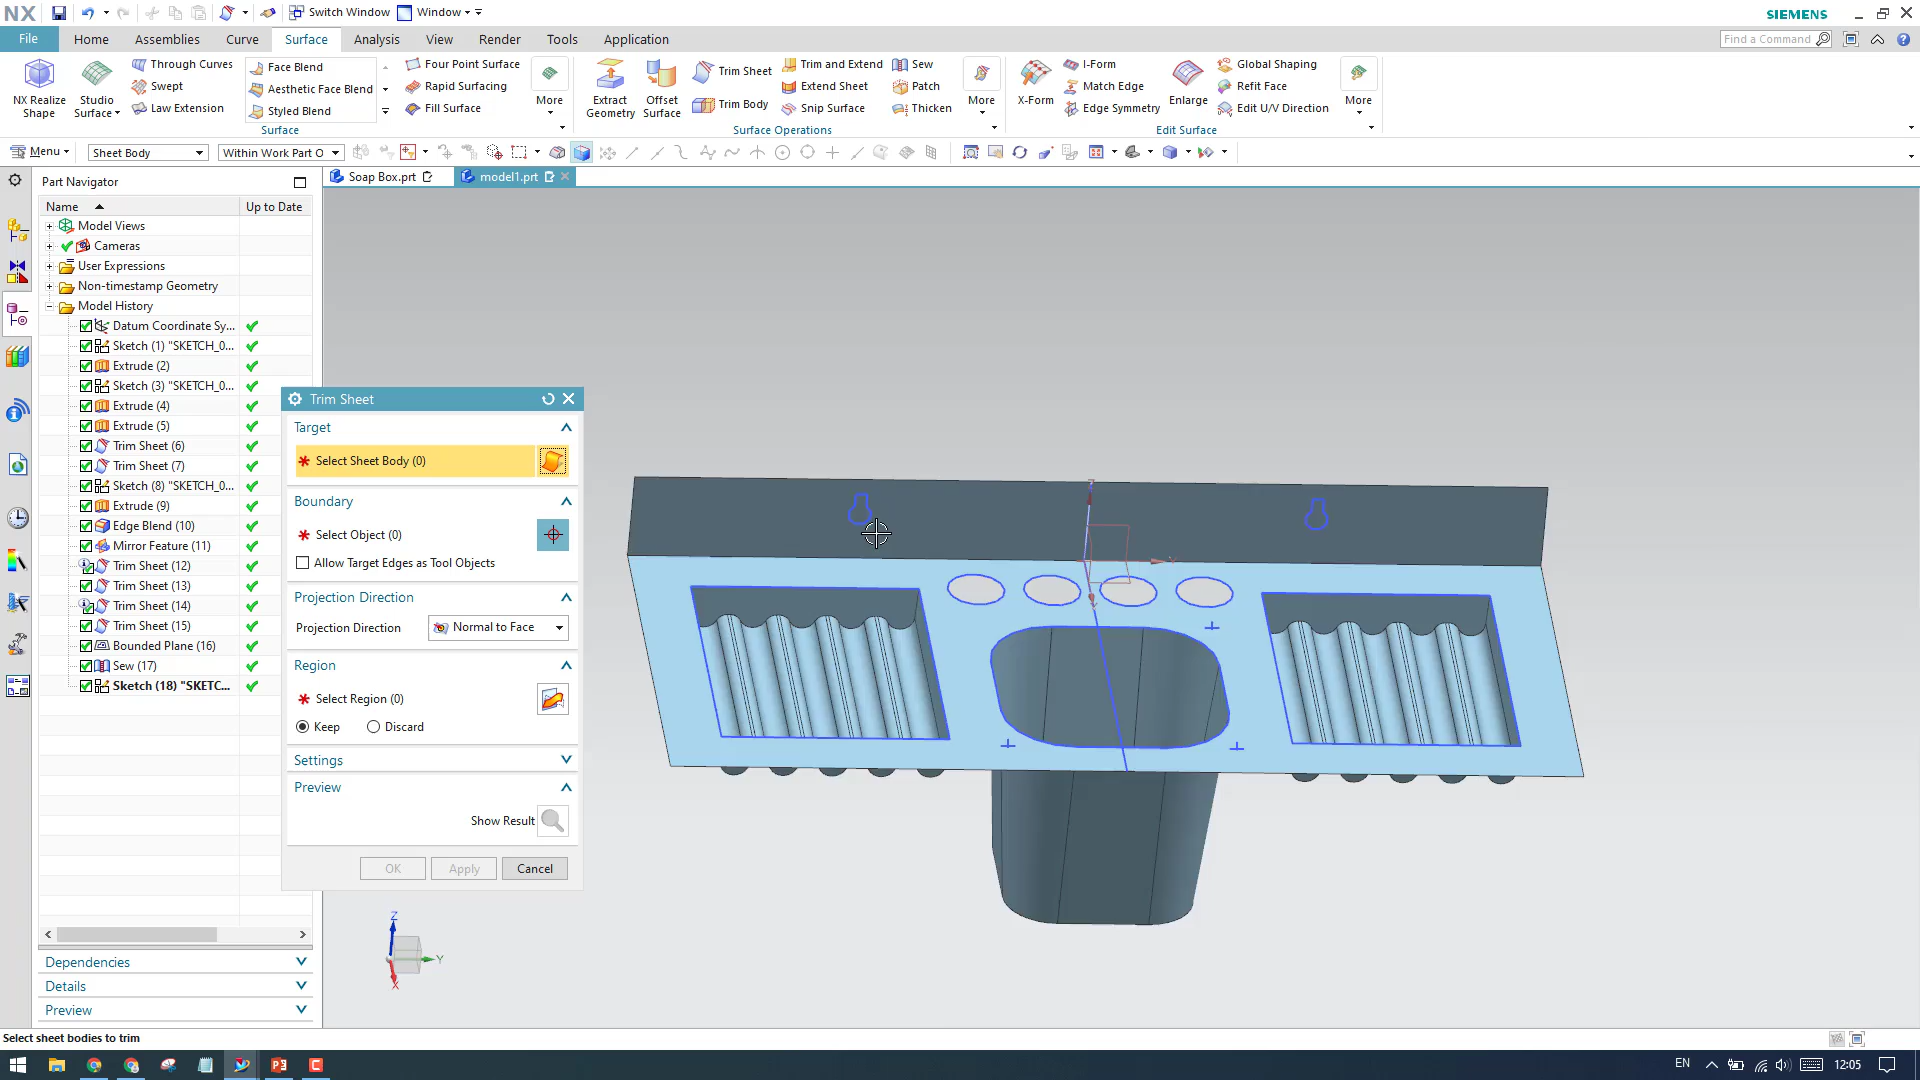 NX Switch Window Window SIEMENS
File Home Assemblies Curve Surface Analysis View Render Tools Application Find a Command
NX Realize Shape
Studio Surface
Through Curves
Swept
Law Extension
Face Blend
Aesthetic Face Blend
Styled Blend
Four Point Surface
Rapid Surfacing
Fill Surface
More
Surface
Extract Geometry
Offset Surface
Trim Sheet
Trim Body
Trim and Extend
Extend Sheet
Snip Surface
Sew
Patch
Thicken
More
Surface Operations
X-Form
I-Form
Match Edge
Edge Symmetry
Enlarge
Global Shaping
Refit Face
Edit U/V Direction
More
Edit Surface
Menu Sheet Body Within Work Part O
Part Navigator
Soap Box.prt model1.prt
Name Up to Date
Model Views
Cameras
User Expressions
Non-timestamp Geometry
Model History
Datum Coordinate Sy...
Sketch (1) "SKETCH_0...
Extrude (2)
Sketch (3) "SKETCH_0...
Extrude (4)
Extrude (5)
Trim Sheet (6)
Trim Sheet (7)
Sketch (8) "SKETCH_0...
Extrude (9)
Edge Blend (10)
Mirror Feature (11)
Trim Sheet (12)
Trim Sheet (13)
Trim Sheet (14)
Trim Sheet (15)
Bounded Plane (16)
Sew (17)
Sketch (18) "SKETC...
Dependencies
Details
Preview
Trim Sheet
Target
* Select Sheet Body (0)
Boundary
* Select Object (0)
Allow Target Edges as Tool Objects
Projection Direction
Projection Direction Normal to Face
Region
* Select Region (0)
Keep Discard
Settings
Preview
Show Result
OK Apply Cancel
Z
Y
X
Select sheet bodies to trim
EN 12:05